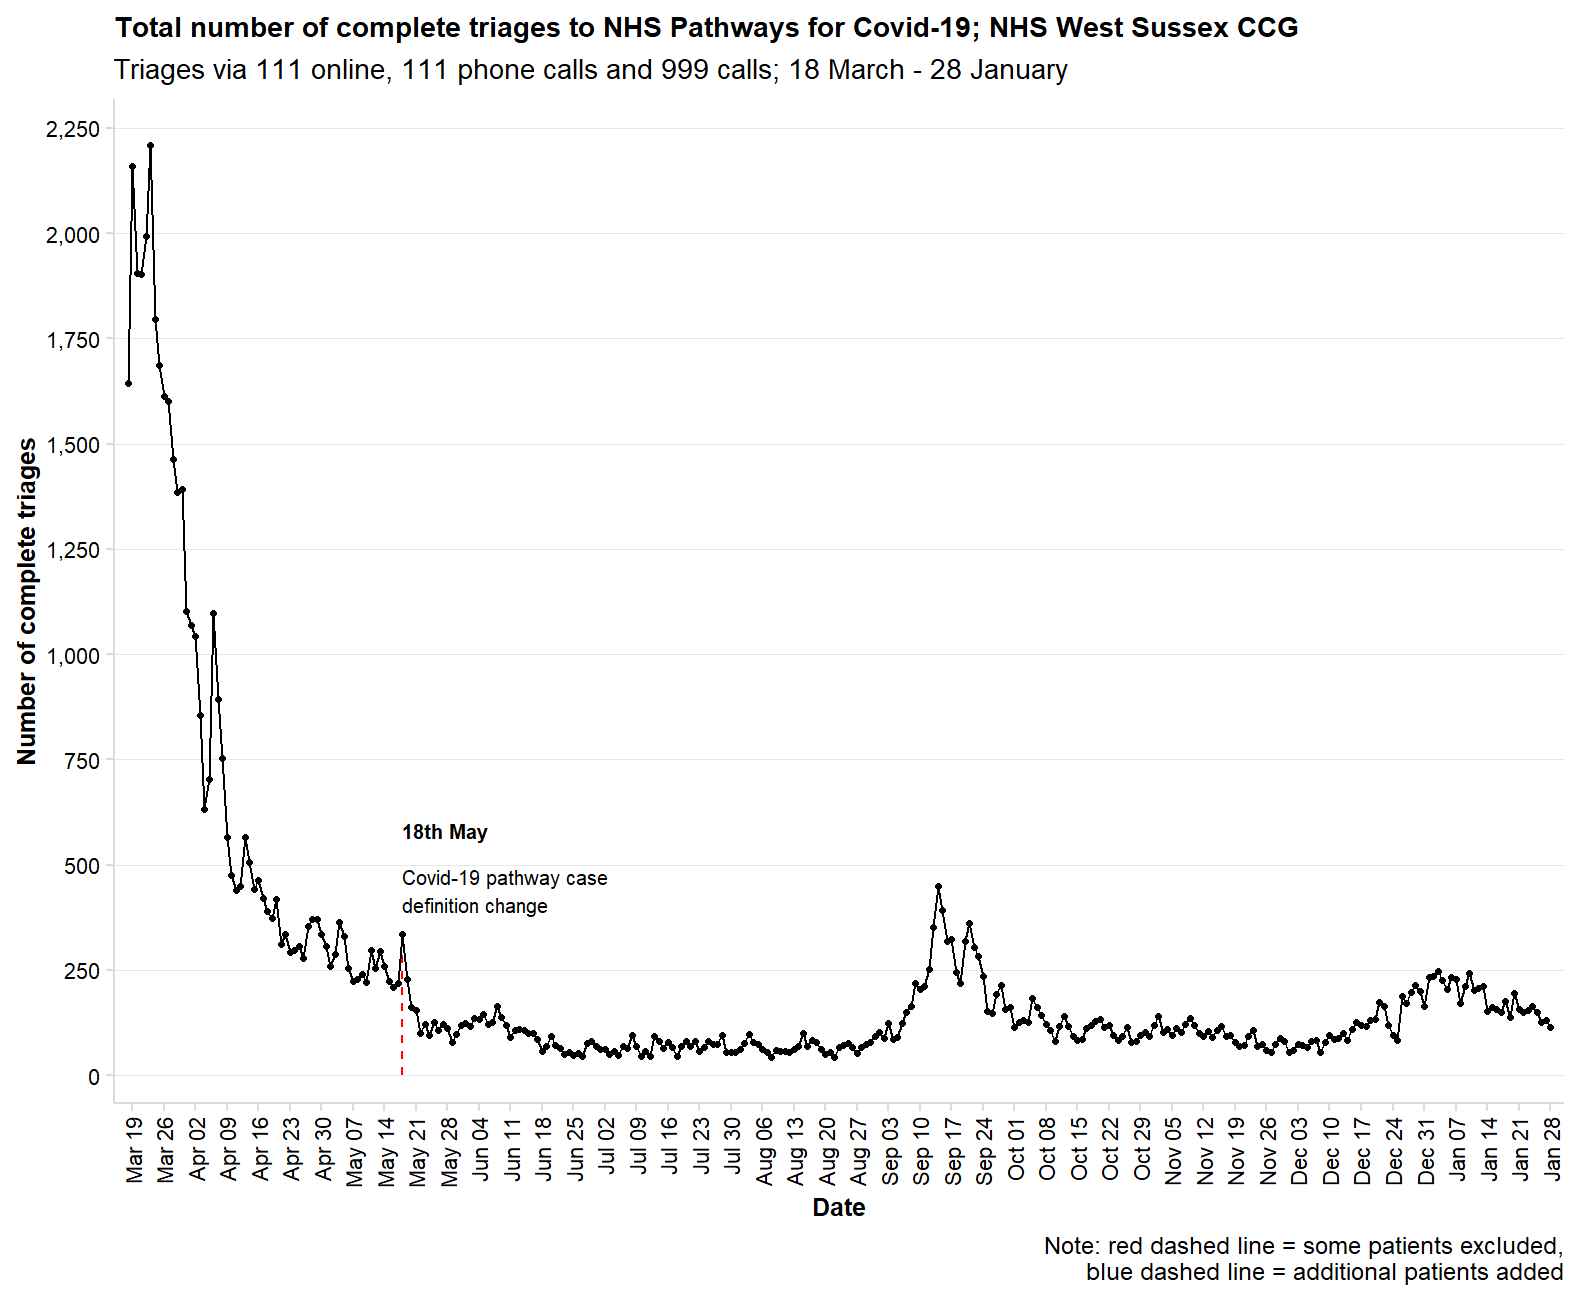 Total number of complete triages to NHS Pathways for Covid-19; NHS West Sussex CCG
Triages via 111 online, 111 phone calls and 999 calls; 18 March - 28 January
Number of complete triages
2,250
2,000
1,750
1,500
1,250
1,000
750
500
250
0
18th May
Covid-19 pathway case
definition change
Mar 19
Mar 26
Apr 02
Apr 09
Apr 16
Apr 23
Apr 30
May 07
May 14
May 21
May 28
Jun 04
Jun 11
Jun 18
Jun 25
Jul 02
Jul 09
Jul 16
Jul 23
Jul 30
Aug 06
Aug 13
Aug 20
Aug 27
Sep 03
Sep 10
Sep 17
Sep 24
Oct 01
Oct 08
Oct 15
Oct 22
Oct 29
Nov 05
Nov 12
Nov 19
Nov 26
Dec 03
Dec 10
Dec 17
Dec 24
Dec 31
Jan 07
Jan 14
Jan 21
Jan 28
Date
Note: red dashed line = some patients excluded,
blue dashed line = additional patients added